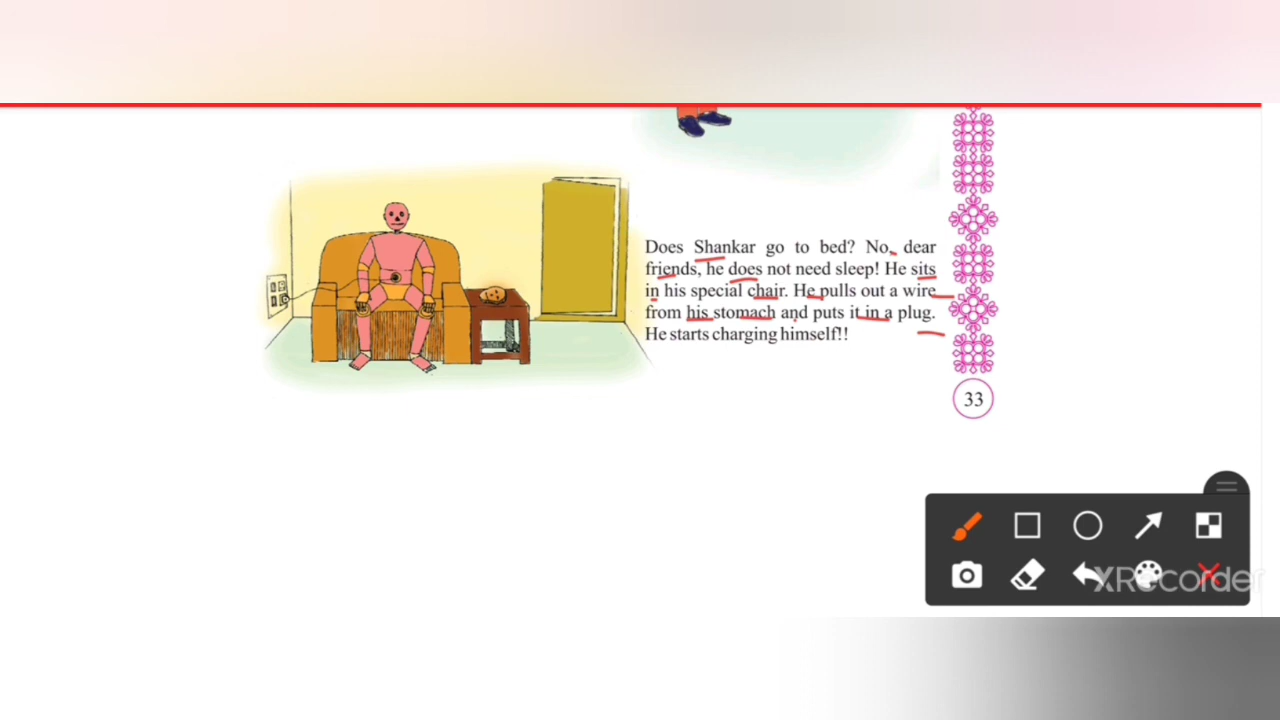 Does Shankar go to bed? No, dear
friends, he does not need sleep! He sits
in his special chair. He pulls out a wire
from his stomach and puts it in a plug.
He starts charging himself!!
33
XRecorder